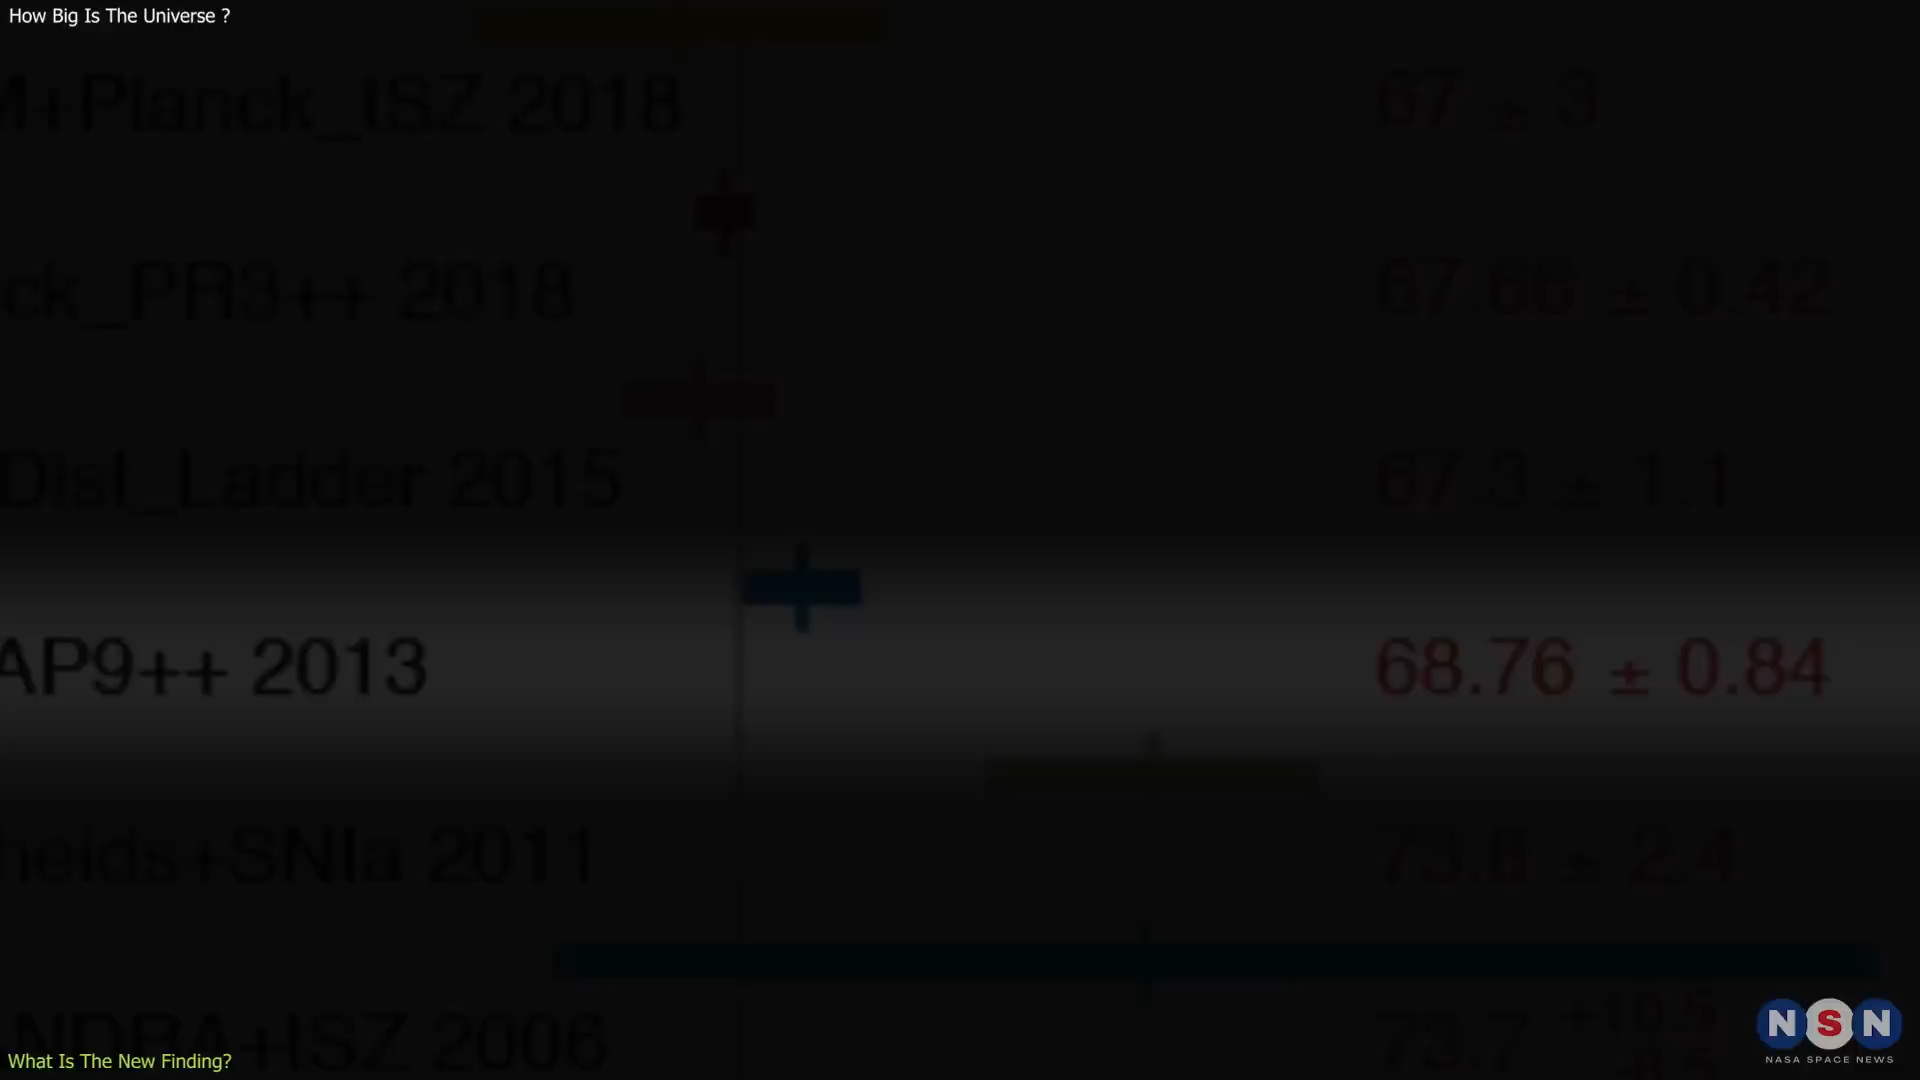 How Big Is The Universe ?
M+Planck_tSZ 2018 67 ± 3
ck_PR3++ 2018 67.66 ± 0.42
Dist_Ladder 2015 67.3 ± 1.1
AP9++ 2013 68.76 ± 0.84
heids+SNIa 2011 73.8 ± 2.4
NDRA+tSZ 2006 73.7
What Is The New Finding?
NSN
NASA SPACE NEWS